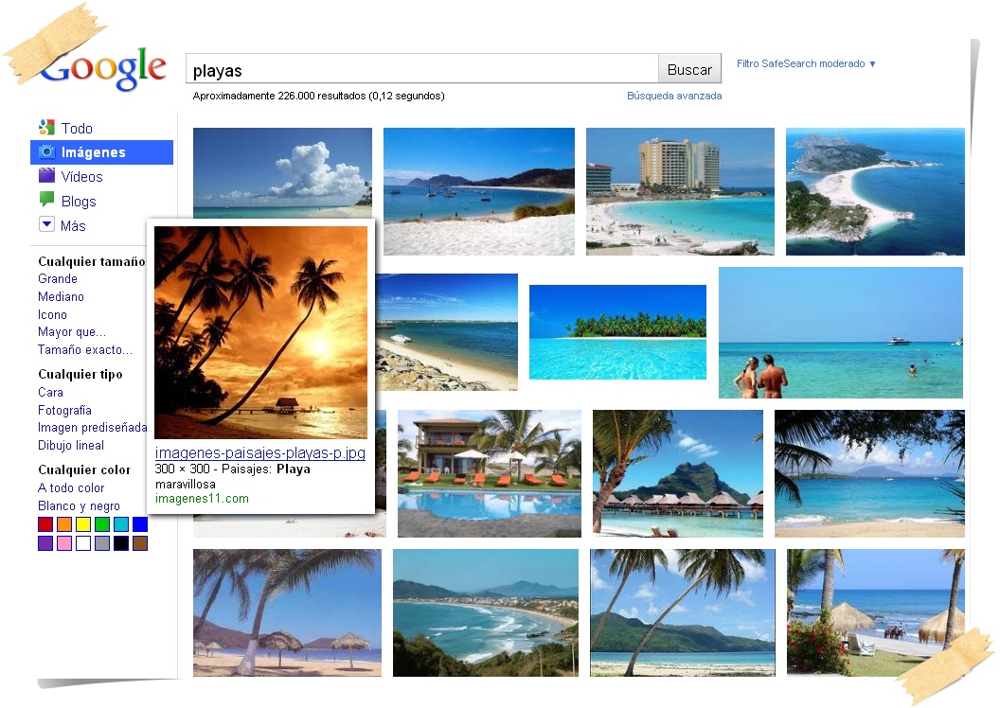 Google
playas
Buscar
Filtro SafeSearch moderado ▼
Aproximadamente 226.000 resultados (0,12 segundos)
Búsqueda avanzada
Todo
Imágenes
Vídeos
Blogs
Más
Cualquier tamaño
Grande
Mediano
Icono
Mayor que...
Tamaño exacto...
Cualquier tipo
Cara
Fotografía
Imagen prediseñada
Dibujo lineal
Cualquier color
A todo color
Blanco y negro
imagenes-paisajes-playas-p.jpg
300 × 300 - Paisajes: Playa
maravillosa
imagenes11.com